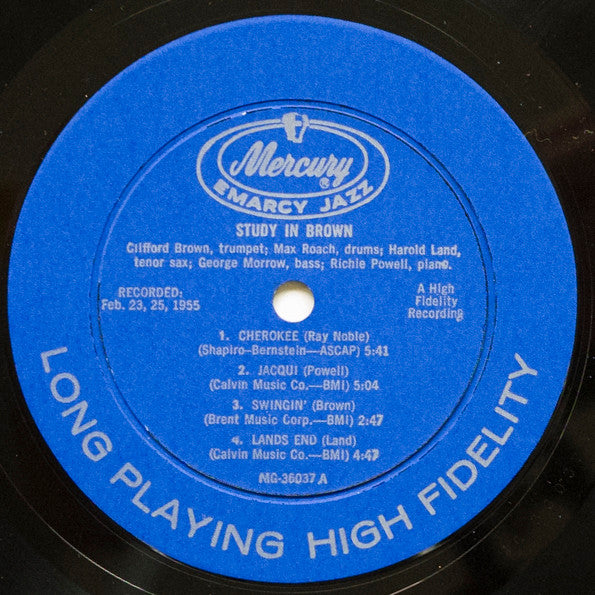 Mercury®
EMARCY JAZZ
STUDY IN BROWN
Clifford Brown, trumpet; Max Roach, drums; Harold Land,
tenor sax; George Morrow, bass; Richie Powell, piano.
RECORDED:
Feb. 23, 25, 1955
A High
Fidelity
Recording
1. CHEROKEE (Ray Noble)
(Shapiro-Bernstein—ASCAP) 5:41
2. JACQUI (Powell)
(Calvin Music Co.—BMI) 5:04
3. SWINGIN' (Brown)
(Brent Music Corp.—BMI) 2:47
4. LANDS END (Land)
(Calvin Music Co.—BMI) 4:47
MG-36037 A
LONG PLAYING HIGH FIDELITY